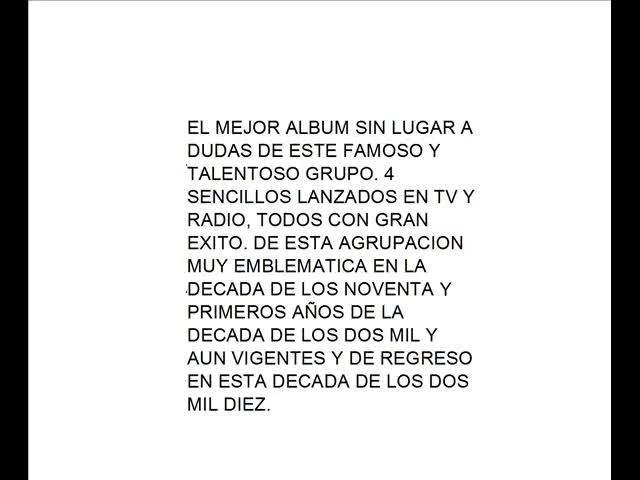 EL MEJOR ALBUM SIN LUGAR A
DUDAS DE ESTE FAMOSO Y
TALENTOSO GRUPO. 4
SENCILLOS LANZADOS EN TV Y
RADIO, TODOS CON GRAN
EXITO. DE ESTA AGRUPACION
MUY EMBLEMATICA EN LA
DECADA DE LOS NOVENTA Y
PRIMEROS AÑOS DE LA
DECADA DE LOS DOS MIL Y
AUN VIGENTES Y DE REGRESO
EN ESTA DECADA DE LOS DOS
MIL DIEZ.